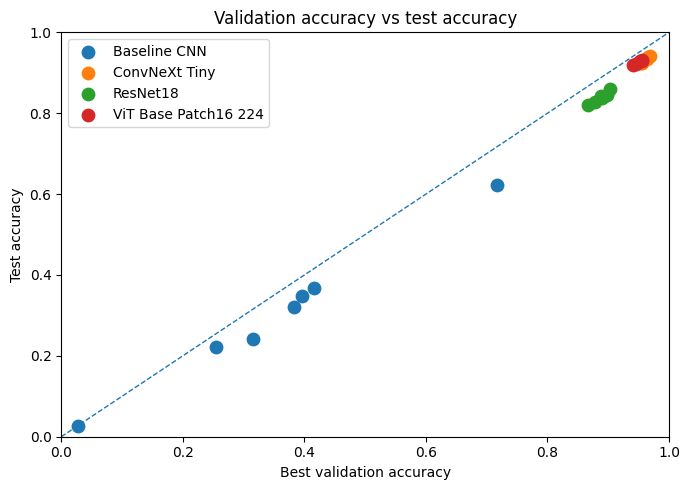 Validation accuracy vs test accuracy
Baseline CNN
ConvNeXt Tiny
ResNet18
ViT Base Patch16 224
Test accuracy
1.0
0.8
0.6
0.4
0.2
0.0
0.0 0.2 0.4 0.6 0.8 1.0
Best validation accuracy